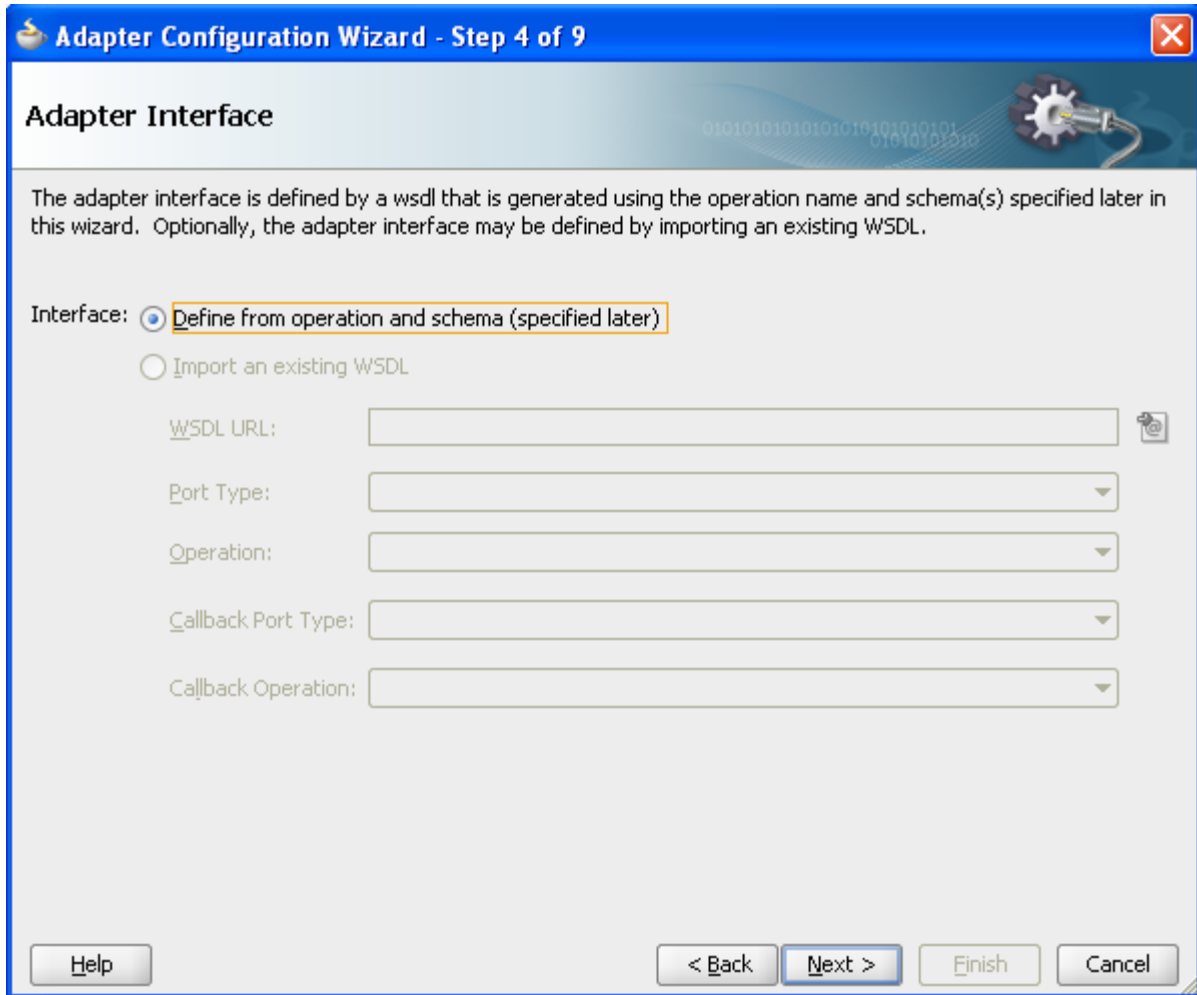 Adapter Configuration Wizard - Step 4 of 9
Adapter Interface
0101010101010101010101010101
01010101010
The adapter interface is defined by a wsdl that is generated using the operation name and schema(s) specified later in
this wizard.  Optionally, the adapter interface may be defined by importing an existing WSDL.
Interface: Define from operation and schema (specified later)
Import an existing WSDL
WSDL URL:
Port Type:
Operation:
Callback Port Type:
Callback Operation:
Help < Back Next > Finish Cancel